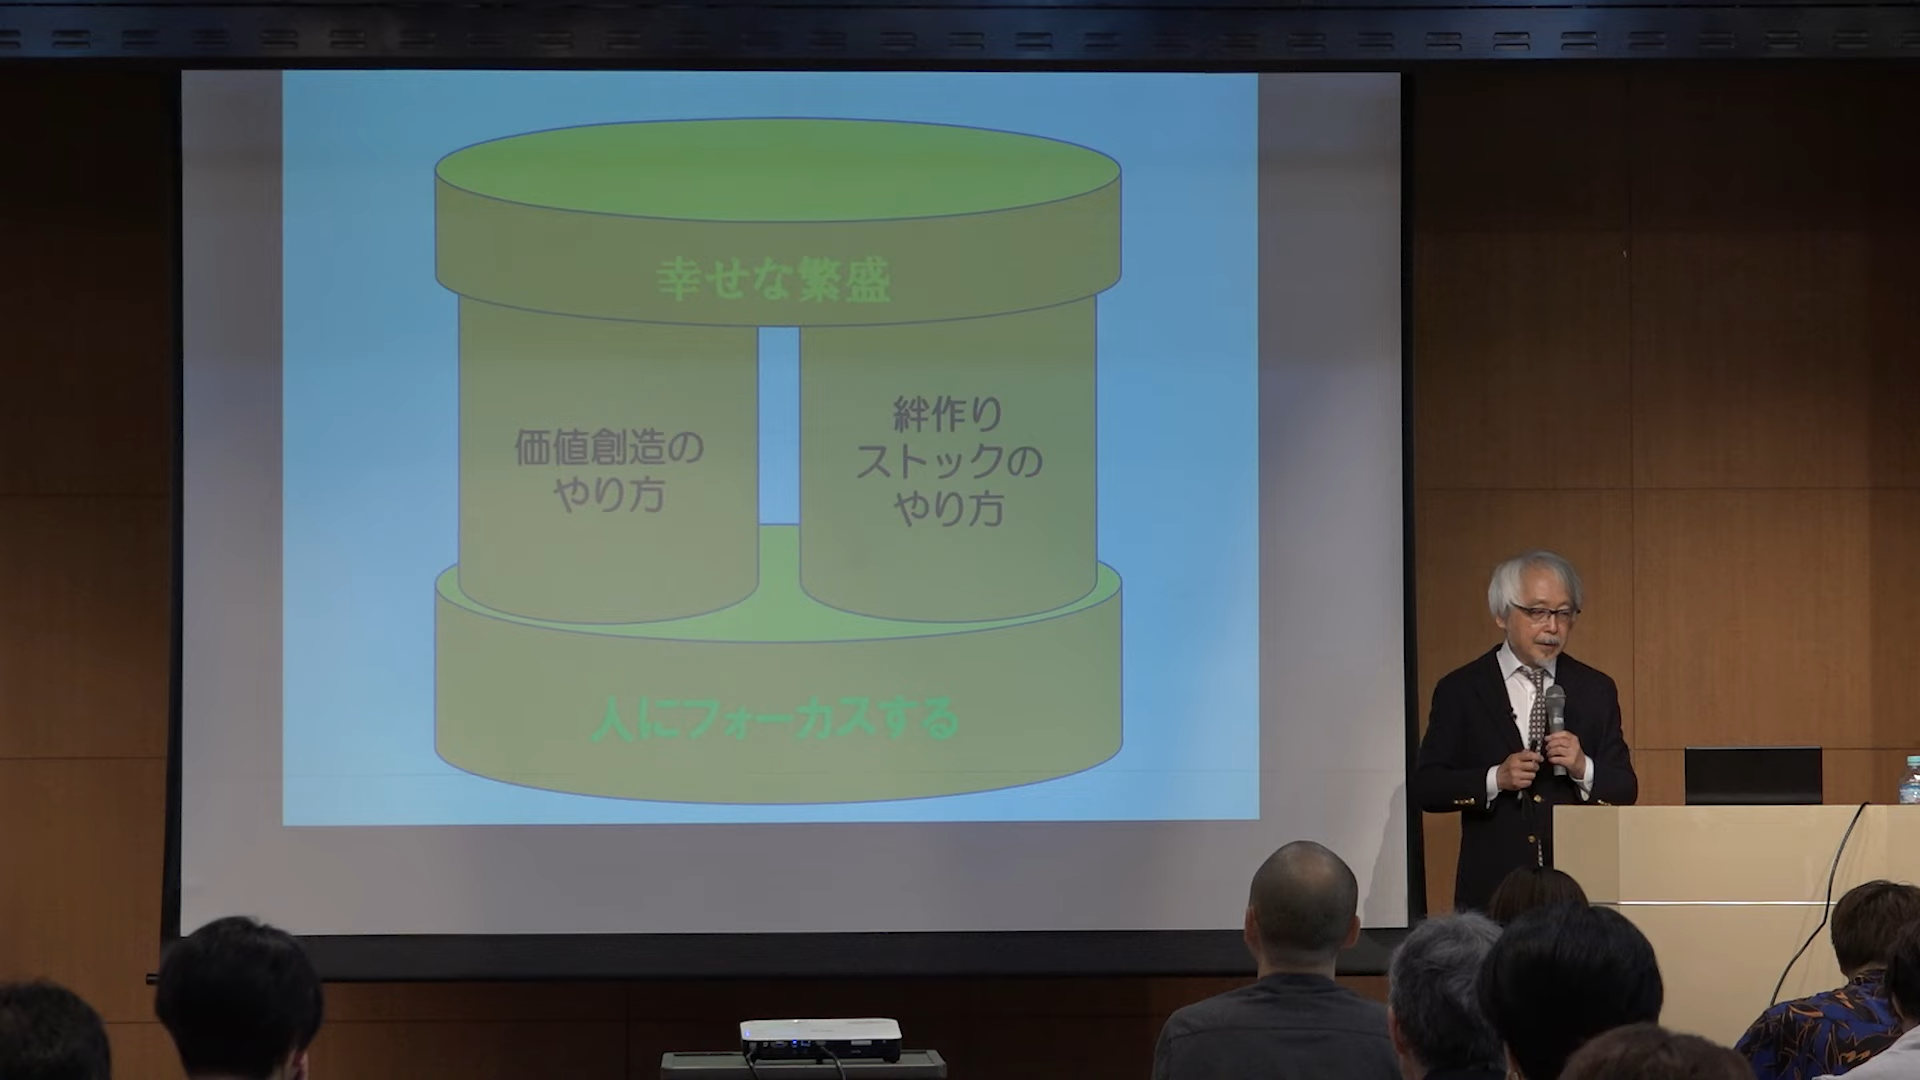 幸せな繁盛
価値創造の
やり方
絆作り
ストックの
やり方
人にフォーカスする